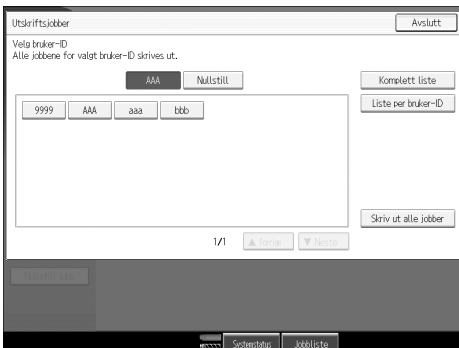 Utskriftsjobber Avslutt
Velg bruker-ID
Alle jobbene for valgt bruker-ID skrives ut.
AAA Nullstill Komplett liste
Liste per bruker-ID
9999 AAA aaa bbb
Skriv ut alle jobber
1/1 ▲ Forrige ▼ Neste
Systemstatus Jobbliste